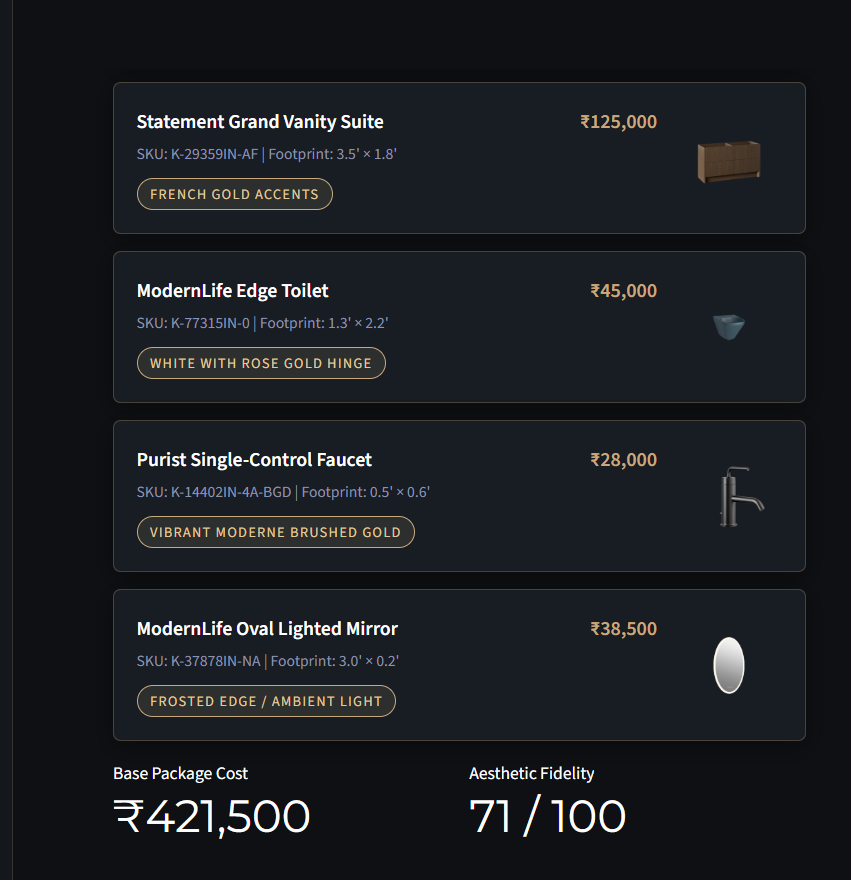 Statement Grand Vanity Suite
₹125,000
SKU: K-29359IN-AF | Footprint: 3.5' × 1.8'
FRENCH GOLD ACCENTS
ModernLife Edge Toilet
₹45,000
SKU: K-77315IN-0 | Footprint: 1.3' × 2.2'
WHITE WITH ROSE GOLD HINGE
Purist Single-Control Faucet
₹28,000
SKU: K-14402IN-4A-BGD | Footprint: 0.5' × 0.6'
VIBRANT MODERNE BRUSHED GOLD
ModernLife Oval Lighted Mirror
₹38,500
SKU: K-37878IN-NA | Footprint: 3.0' × 0.2'
FROSTED EDGE / AMBIENT LIGHT
Base Package Cost
Aesthetic Fidelity
₹421,500
71 / 100